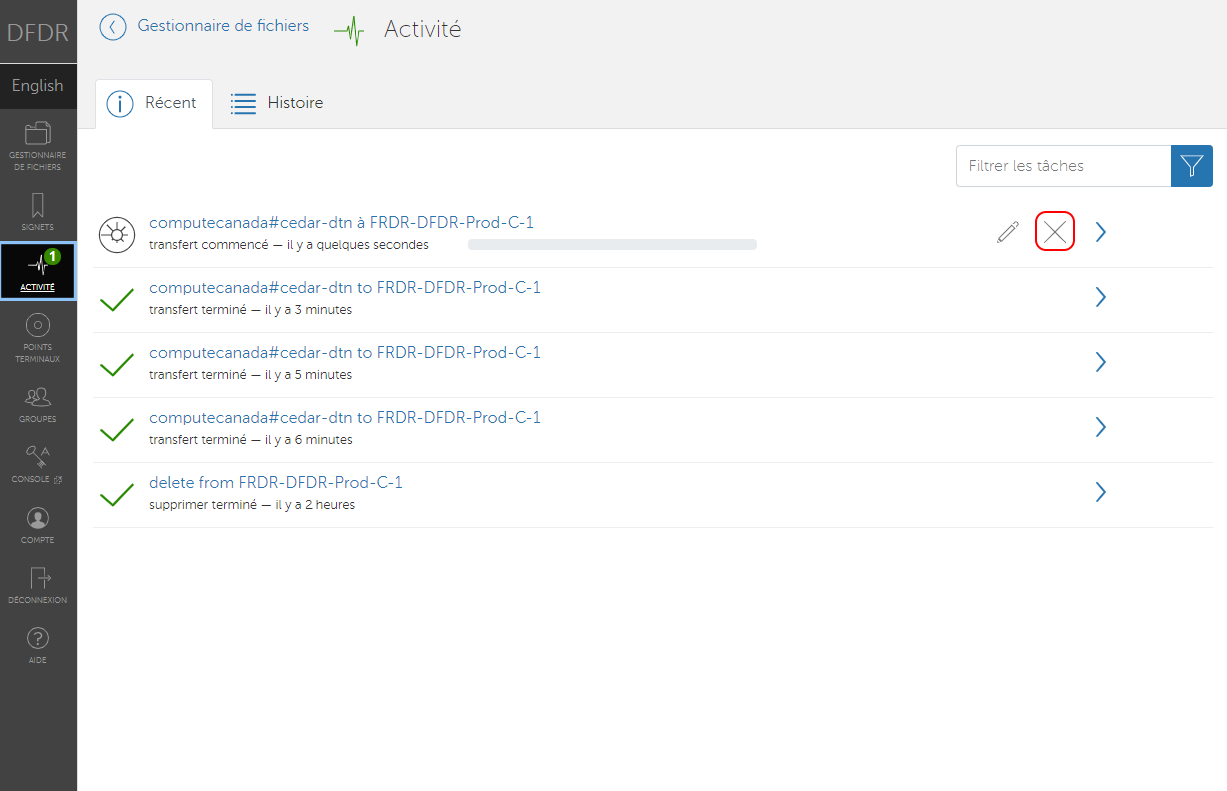 DFDR
Gestionnaire de fichiers
Activité
English
Récent
Histoire
GESTIONNAIRE
DE FICHIERS
SIGNETS
1
ACTIVITÉ
POINTS
TERMINAUX
GROUPES
CONSOLE
COMPTE
DÉCONNEXION
AIDE
Filtrer les tâches
computecanada#cedar-dtn à FRDR-DFDR-Prod-C-1
transfert commencé — il y a quelques secondes
computecanada#cedar-dtn to FRDR-DFDR-Prod-C-1
transfert terminé — il y a 3 minutes
computecanada#cedar-dtn to FRDR-DFDR-Prod-C-1
transfert terminé — il y a 5 minutes
computecanada#cedar-dtn to FRDR-DFDR-Prod-C-1
transfert terminé — il y a 6 minutes
delete from FRDR-DFDR-Prod-C-1
supprimer terminé — il y a 2 heures